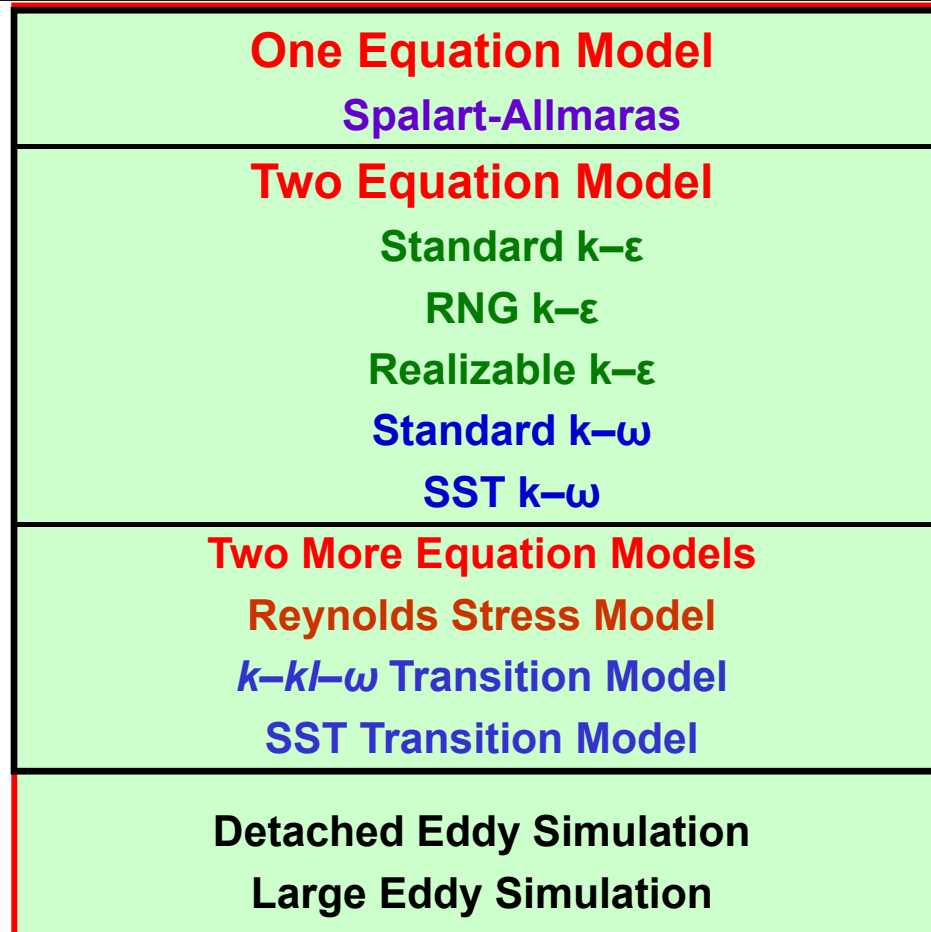 One Equation Model
Spalart-Allmaras
Two Equation Model
Standard k–ε
RNG k–ε
Realizable k–ε
Standard k–ω
SST k–ω
Two More Equation Models
Reynolds Stress Model
k–kl–ω Transition Model
SST Transition Model
Detached Eddy Simulation
Large Eddy Simulation